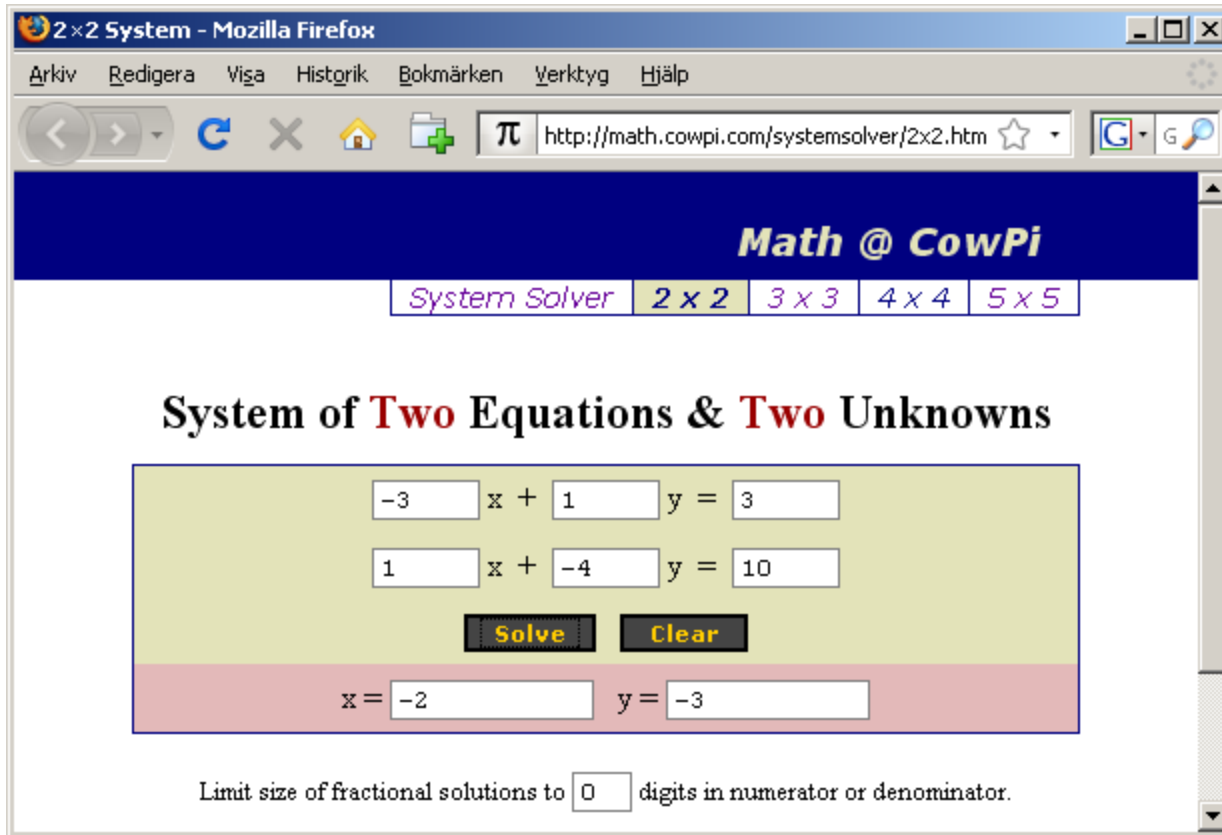 2×2 System - Mozilla Firefox
Arkiv Redigera Visa Historik Bokmärken Verktyg Hjälp
π http://math.cowpi.com/systemsolver/2x2.htm G G
Math @ CowPi
System Solver 2 x 2 3 x 3 4 x 4 5 x 5
System of Two Equations & Two Unknowns
-3 x + 1 y = 3
1 x + -4 y = 10
Solve Clear
x = -2 y = -3
Limit size of fractional solutions to 0 digits in numerator or denominator.